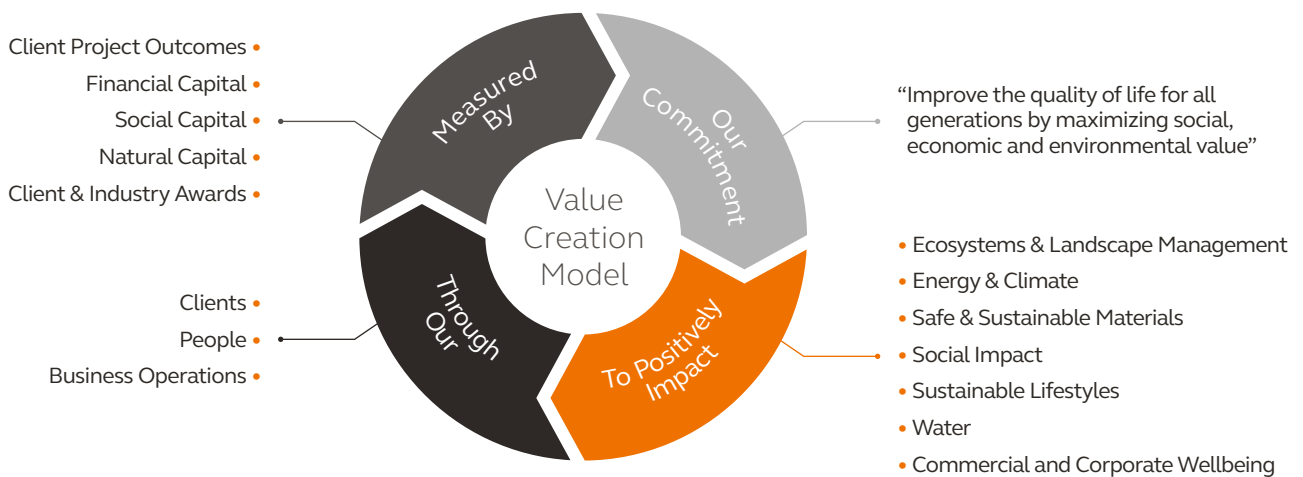 Client Project Outcomes
Financial Capital
Social Capital
Natural Capital
Client & Industry Awards
Measured
By
Our
Commitment
“Improve the quality of life for all
generations by maximizing social,
economic and environmental value”
Value
Creation
Model
Clients
People
Business Operations
Through
Our
To Positively
Impact
Ecosystems & Landscape Management
Energy & Climate
Safe & Sustainable Materials
Social Impact
Sustainable Lifestyles
Water
Commercial and Corporate Wellbeing